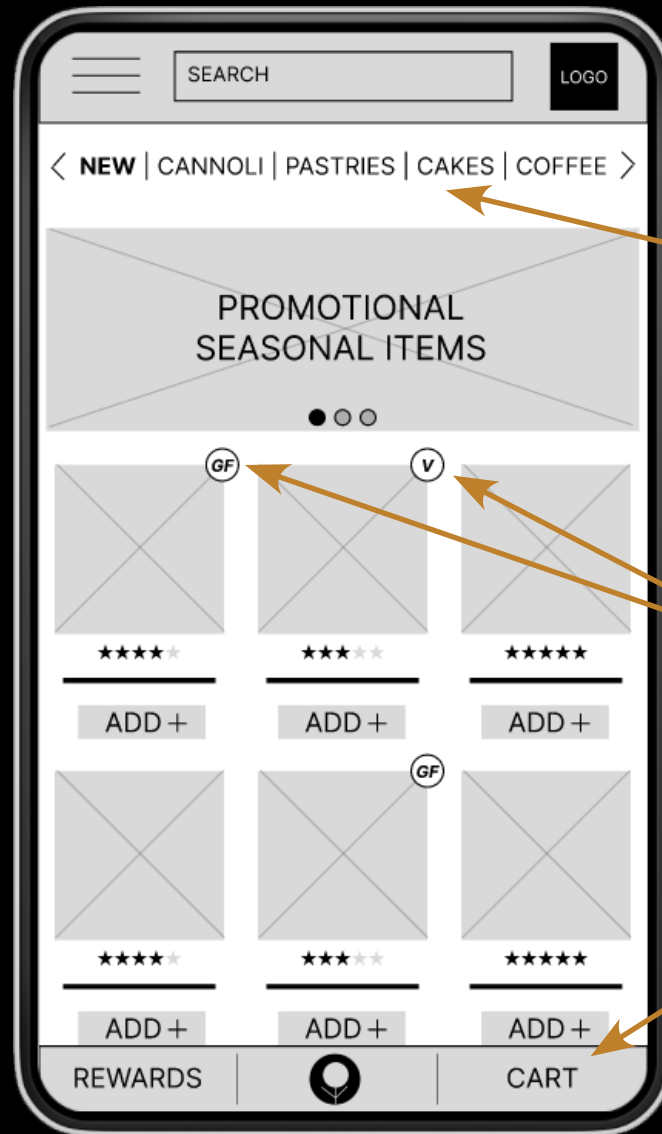 SEARCH LOGO
< NEW | CANNOLI | PASTRIES | CAKES | COFFEE >
PROMOTIONAL
SEASONAL ITEMS
GF V
ADD + ADD + ADD +
GF
ADD + ADD + ADD +
REWARDS CART